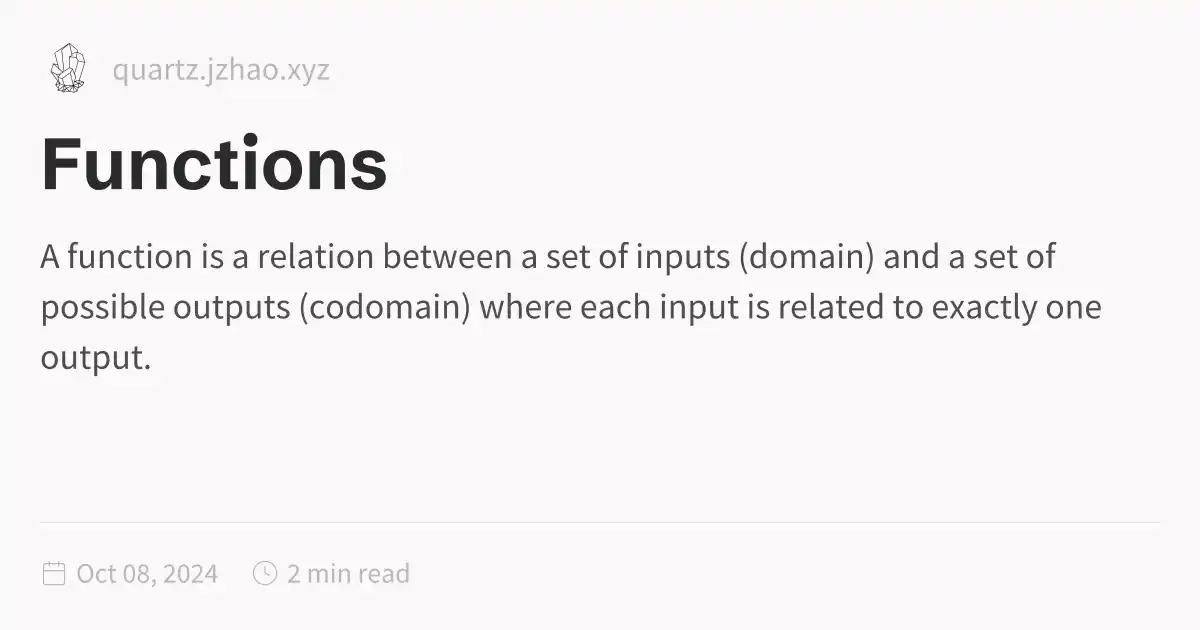 quartz.jzhao.xyz
Functions
A function is a relation between a set of inputs (domain) and a set of
possible outputs (codomain) where each input is related to exactly one
output.
Oct 08, 2024 2 min read